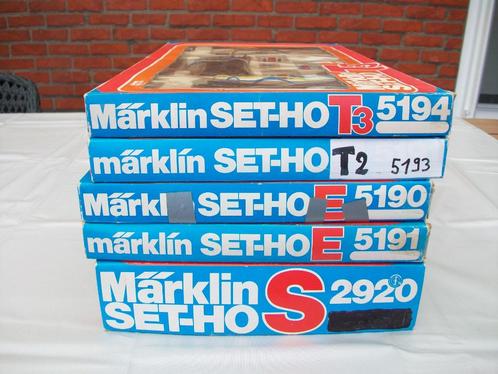 Märklin SET-HO T3 5194
märklin SET-HO T2 5193
Märkl SET-HO E 5190
märklin SET-HO E 5191
Märklin
SET-HO S 2920